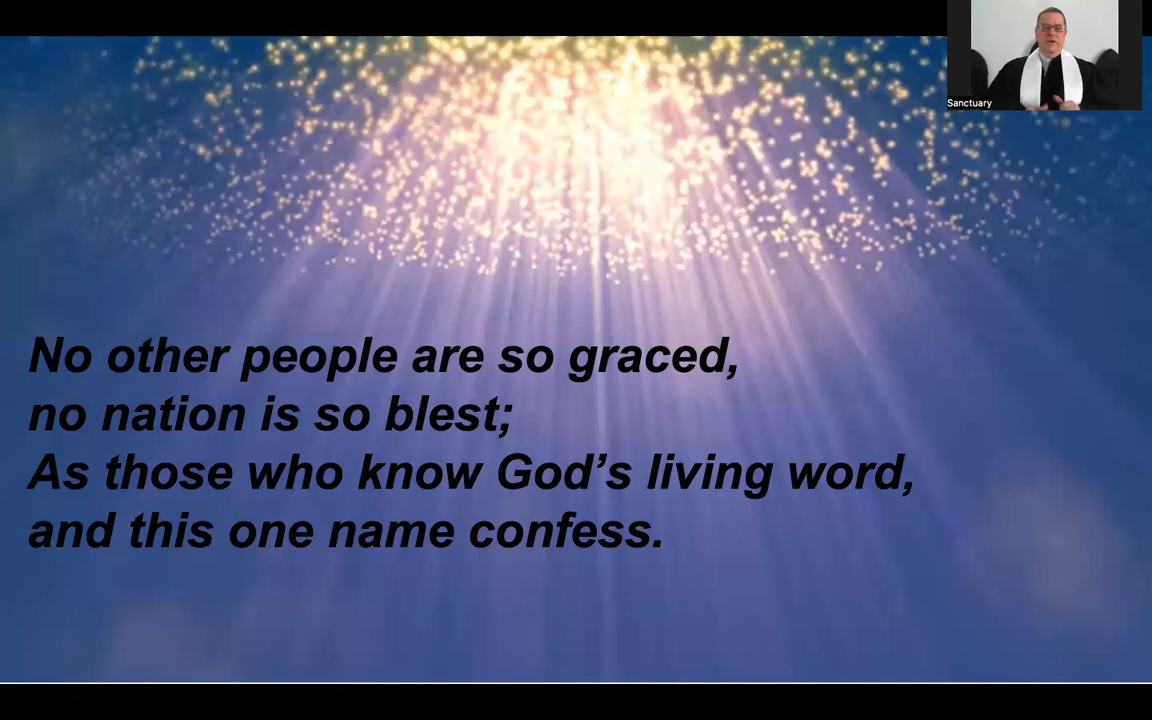 Sanctuary
No other people are so graced,
no nation is so blest;
As those who know God’s living word,
and this one name confess.